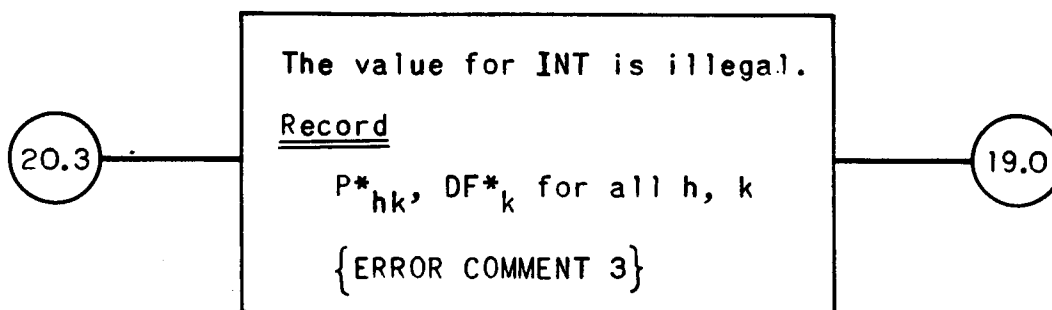 The value for INT is illegal.
Record
20.3
19.0
P*hk, DF*k for all h, k
{ERROR COMMENT 3}